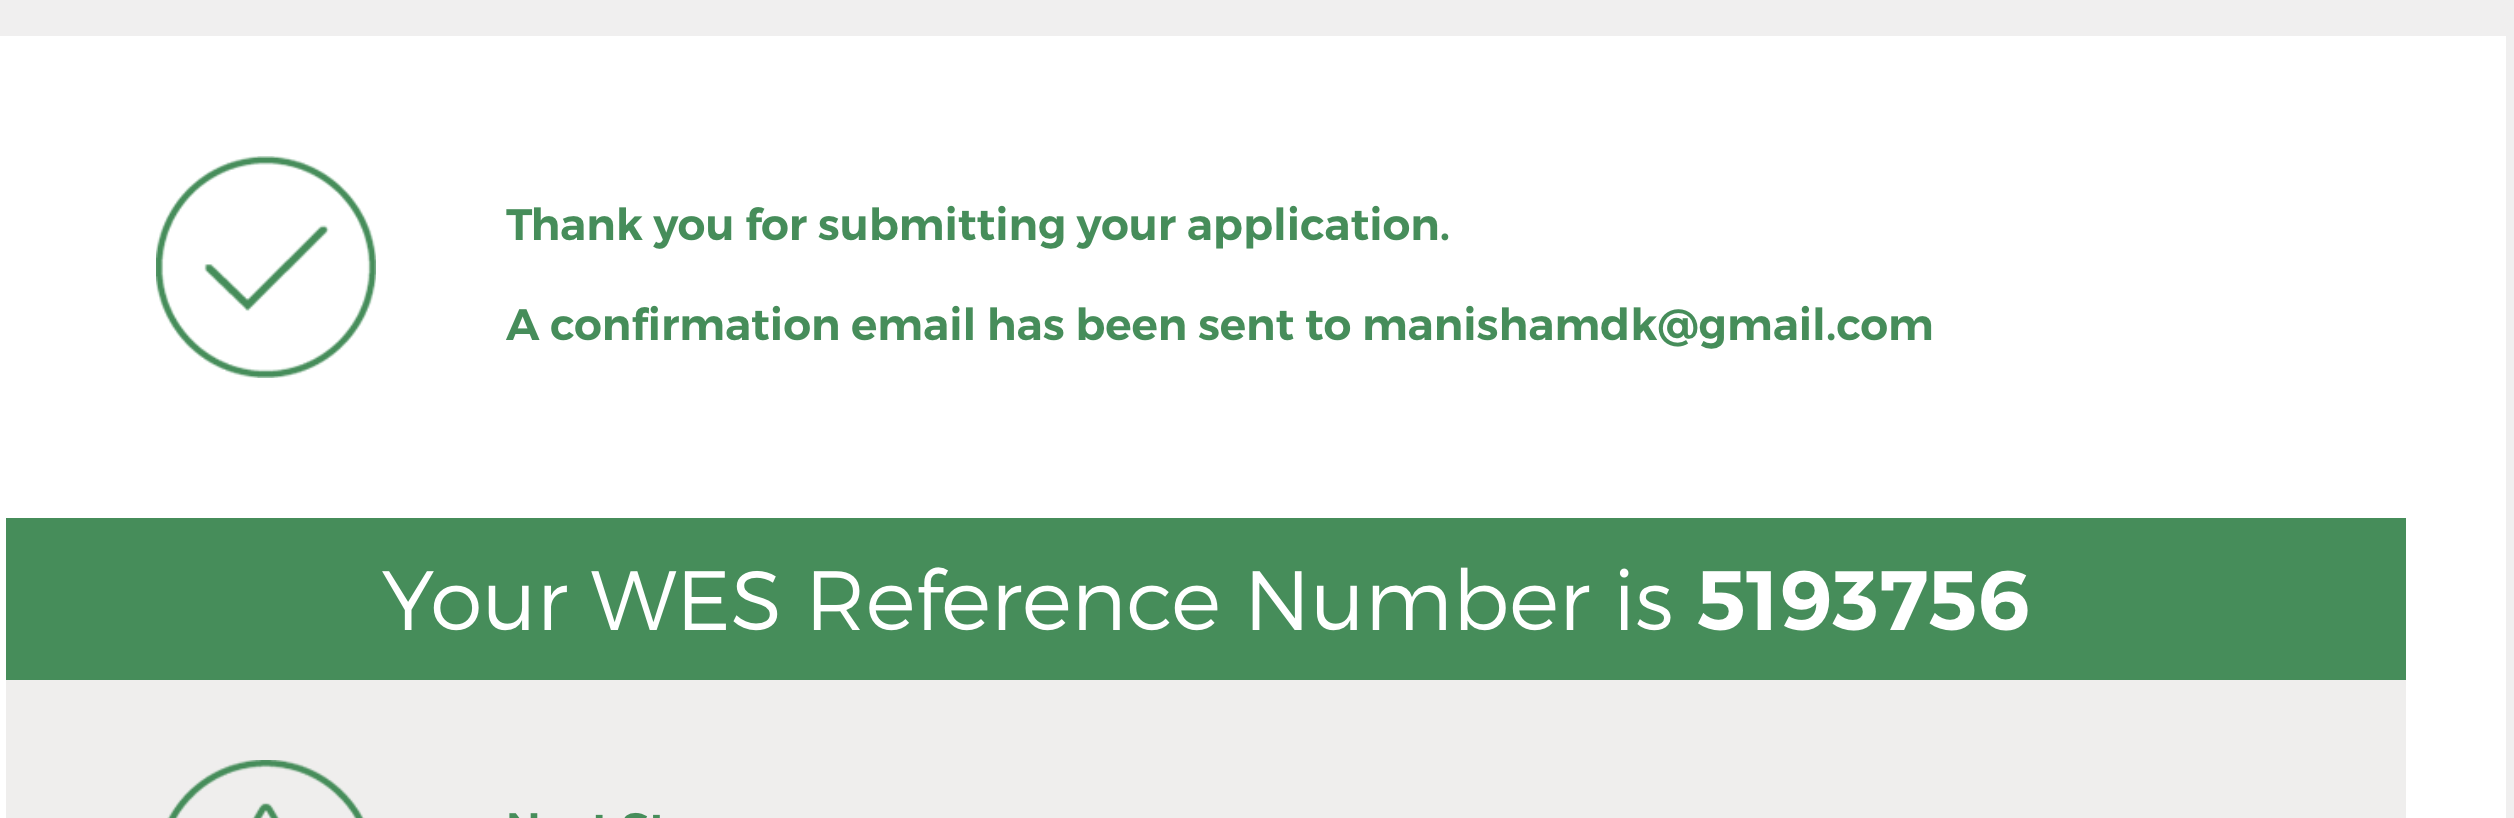 Thank you for submitting your application.
A confirmation email has been sent to manishamdk@gmail.com
Your WES Reference Number is 5193756